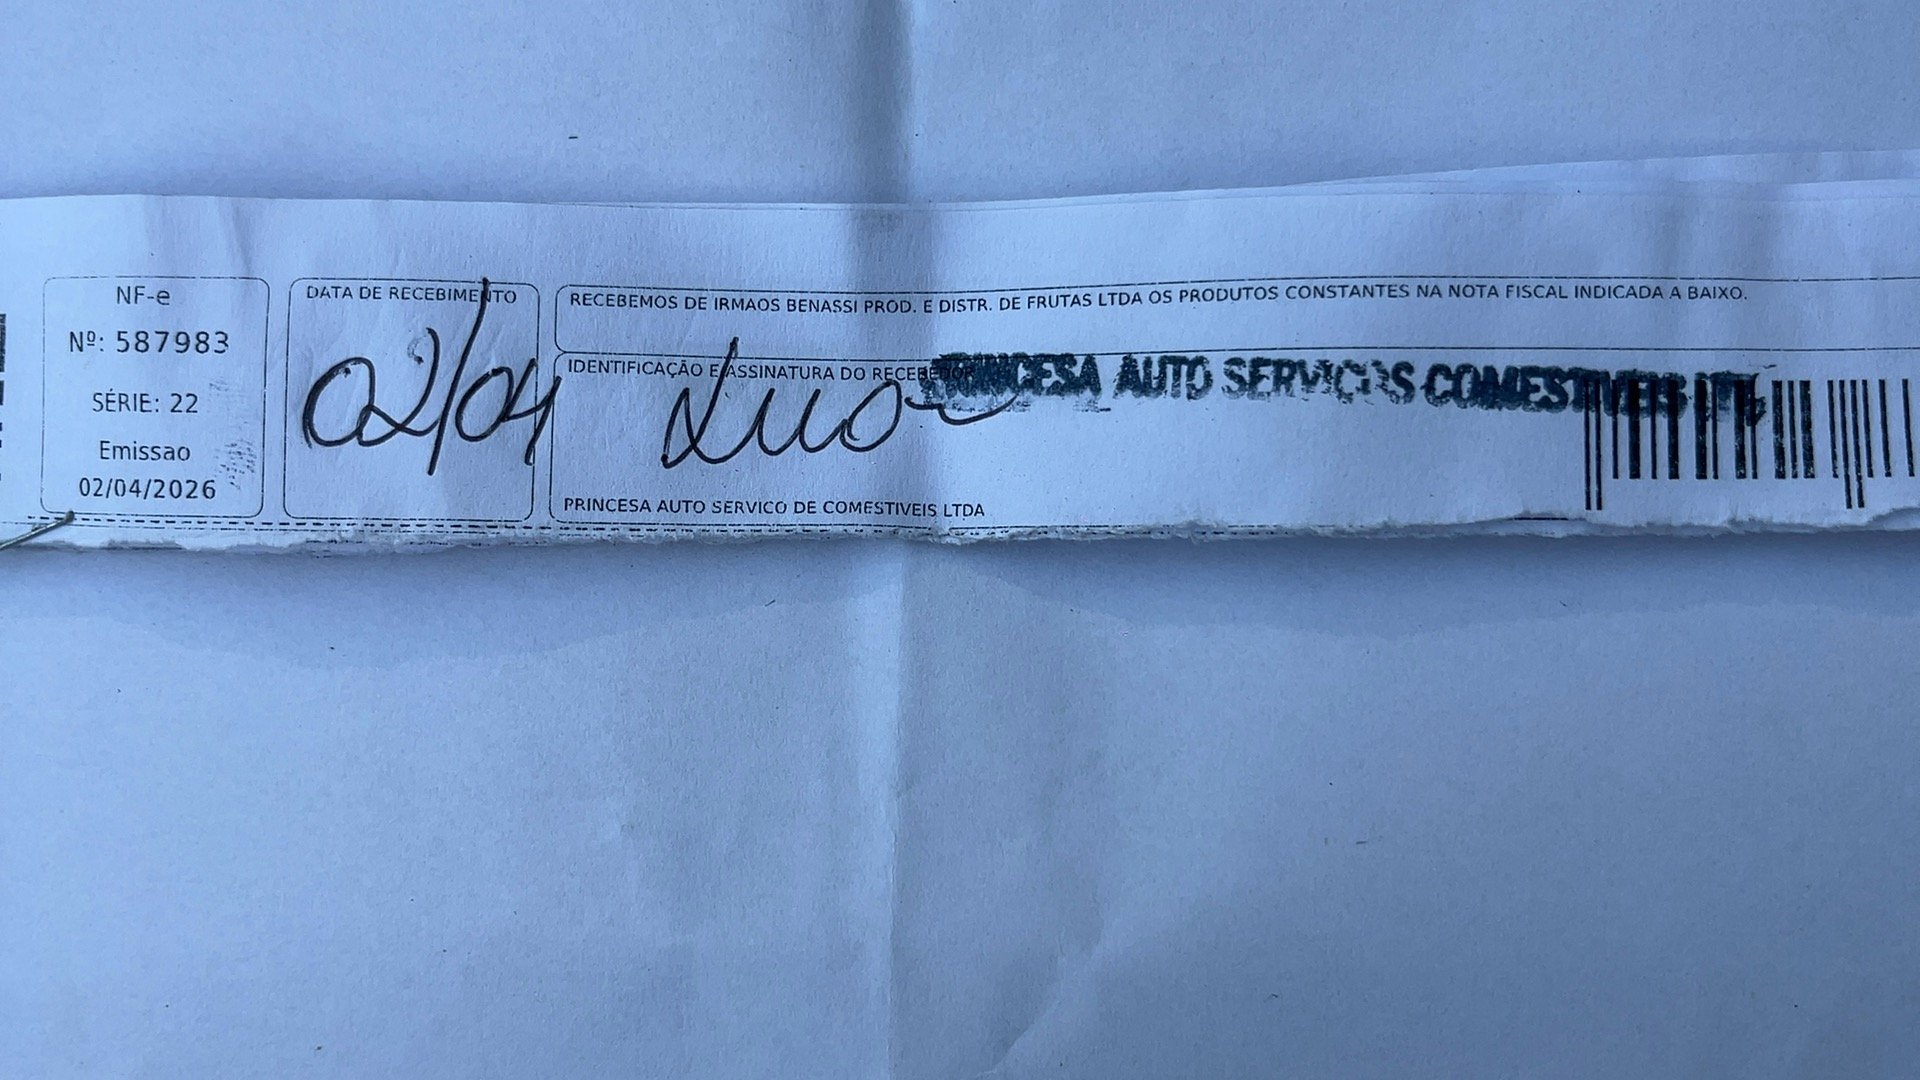 NF-e
Nº: 587983
SÉRIE: 22
Emissao
02/04/2026
DATA DE RECEBIMENTO
02/04
RECEBEMOS DE IRMAOS BENASSI PROD. E DISTR. DE FRUTAS LTDA OS PRODUTOS CONSTANTES NA NOTA FISCAL INDICADA A BAIXO.
IDENTIFICAÇÃO E ASSINATURA DO RECEBEDOR
PRINCESA AUTO SERVIÇOS COMESTIVEIS LTDA
PRINCESA AUTO SERVICO DE COMESTIVEIS LTDA